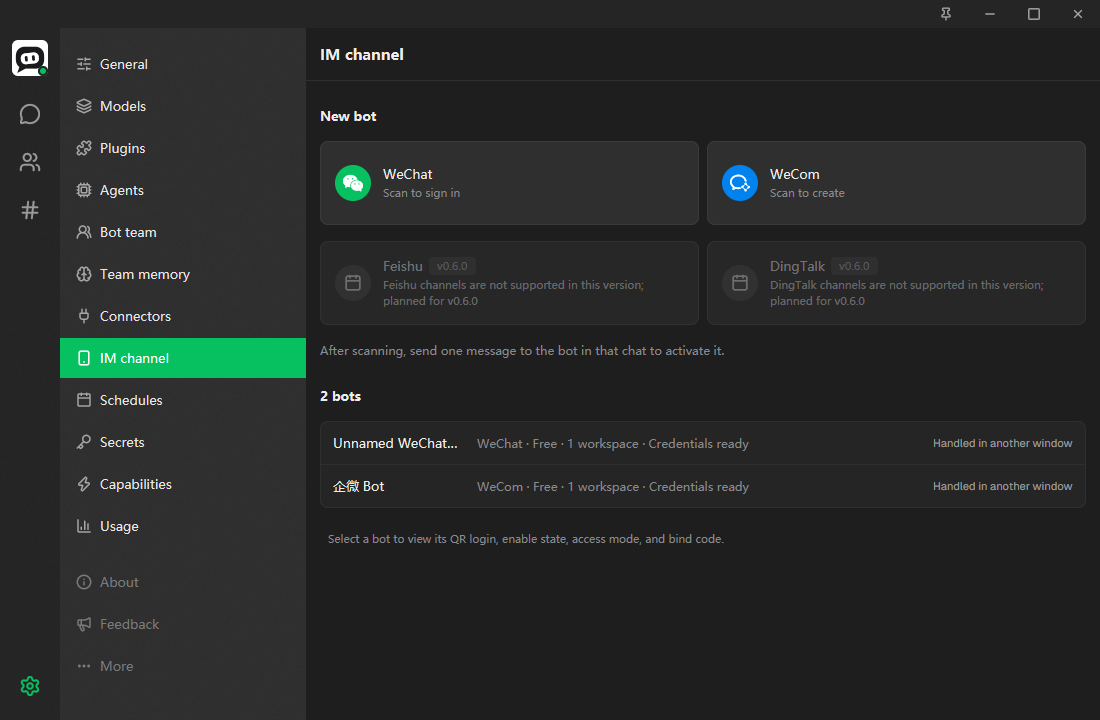 General
Models
Plugins
Agents
Bot team
Team memory
Connectors
IM channel
Schedules
Secrets
Capabilities
Usage
About
Feedback
More
IM channel
New bot
WeChat
Scan to sign in
WeCom
Scan to create
Feishu v0.6.0
Feishu channels are not supported in this version;
planned for v0.6.0
DingTalk v0.6.0
DingTalk channels are not supported in this version;
planned for v0.6.0
After scanning, send one message to the bot in that chat to activate it.
2 bots
Unnamed WeChat... WeChat · Free · 1 workspace · Credentials ready Handled in another window
企微 Bot WeCom · Free · 1 workspace · Credentials ready Handled in another window
Select a bot to view its QR login, enable state, access mode, and bind code.